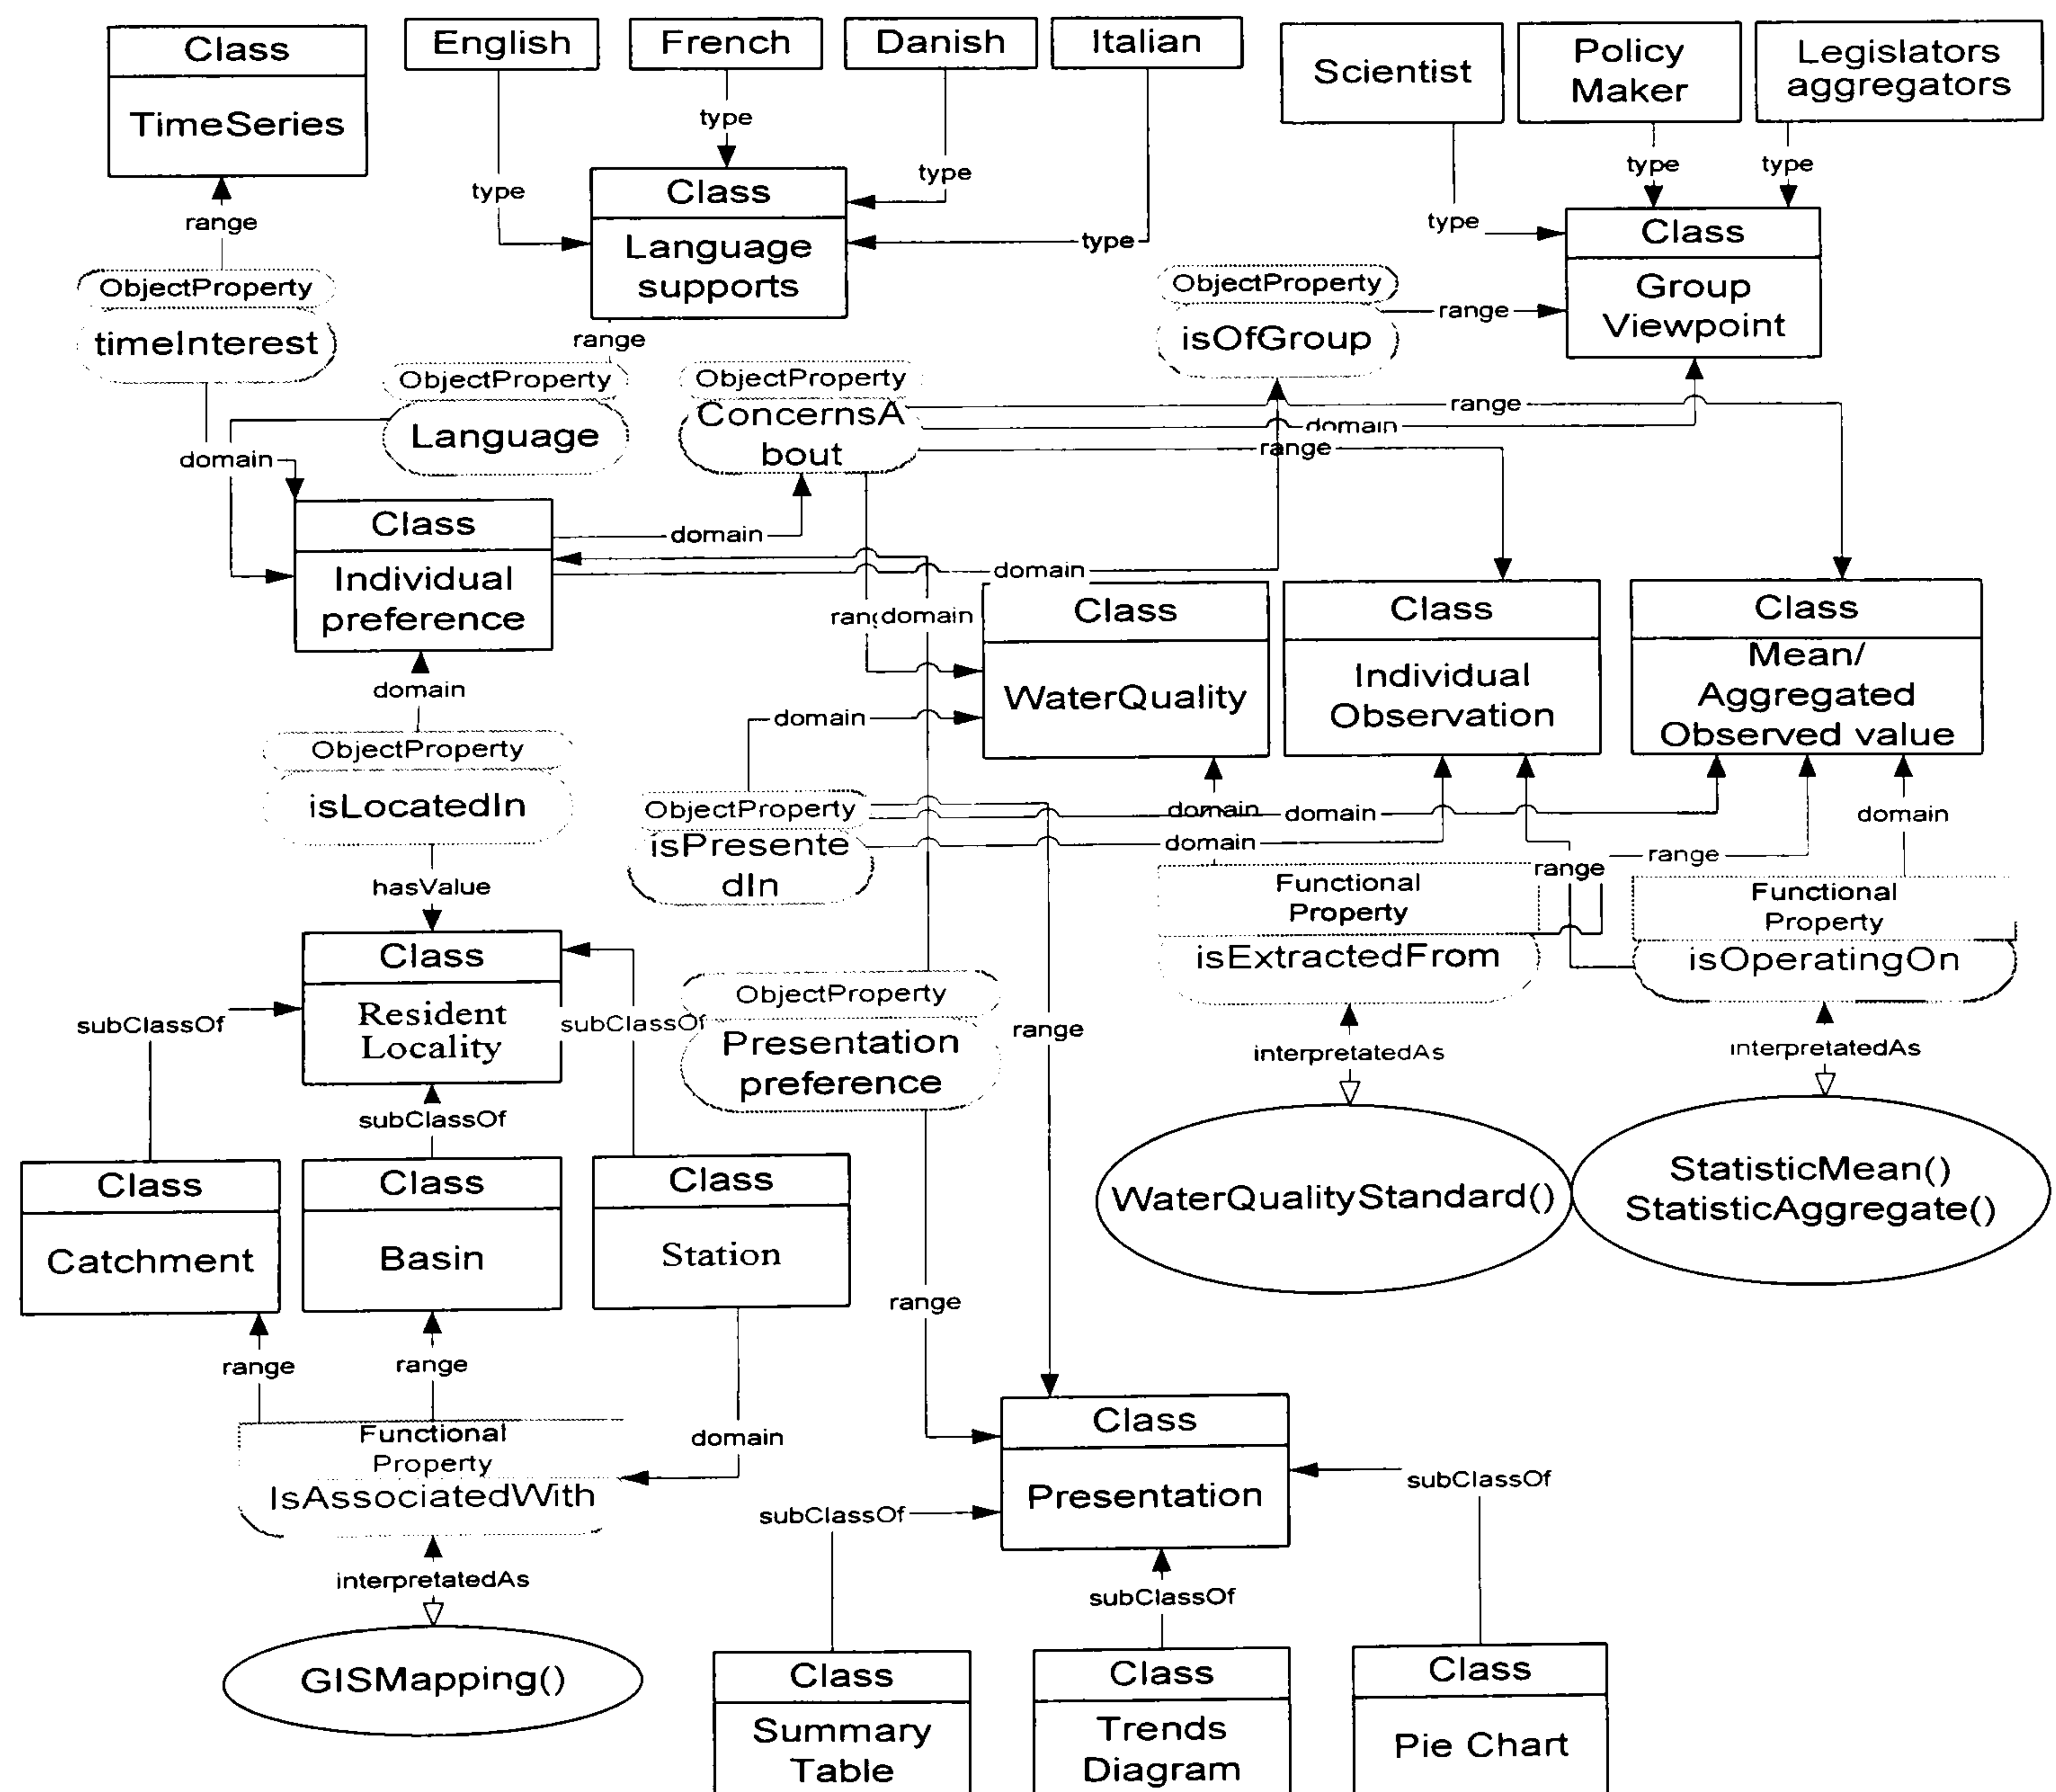 Class
TimeSeries
English
French
Danish
Italian
Scientist
Policy
Maker
Legislators
aggregators
type
type
type
type
type
type
type
Class
Language
supports
Class
Group
Viewpoint
range
ObjectProperty
timeInterest
range
ObjectProperty
Language
ObjectProperty
ConcernsA
bout
ObjectProperty
isOfGroup
range
range
domain
range
domain
Class
Individual
preference
domain
domain
domain
Class
WaterQuality
Class
Individual
Observation
Class
Mean/
Aggregated
Observed value
domain
ObjectProperty
isLocatedIn
hasValue
domain
ObjectProperty
isPresente
dIn
domain
domain
domain
domain
range
range
Functional
Property
isExtractedFrom
Functional
Property
isOperatingOn
Class
Resident
Locality
subClassOf
subClassOf
subClassOf
ObjectProperty
Presentation
preference
range
interpretatedAs
interpretatedAs
WaterQualityStandard()
StatisticMean()
StatisticAggregate()
Class
Catchment
Class
Basin
Class
Station
range
range
range
domain
Functional
Property
IsAssociatedWith
interpretatedAs
GISMapping()
Class
Presentation
subClassOf
subClassOf
subClassOf
Class
Summary
Table
Class
Trends
Diagram
Class
Pie Chart